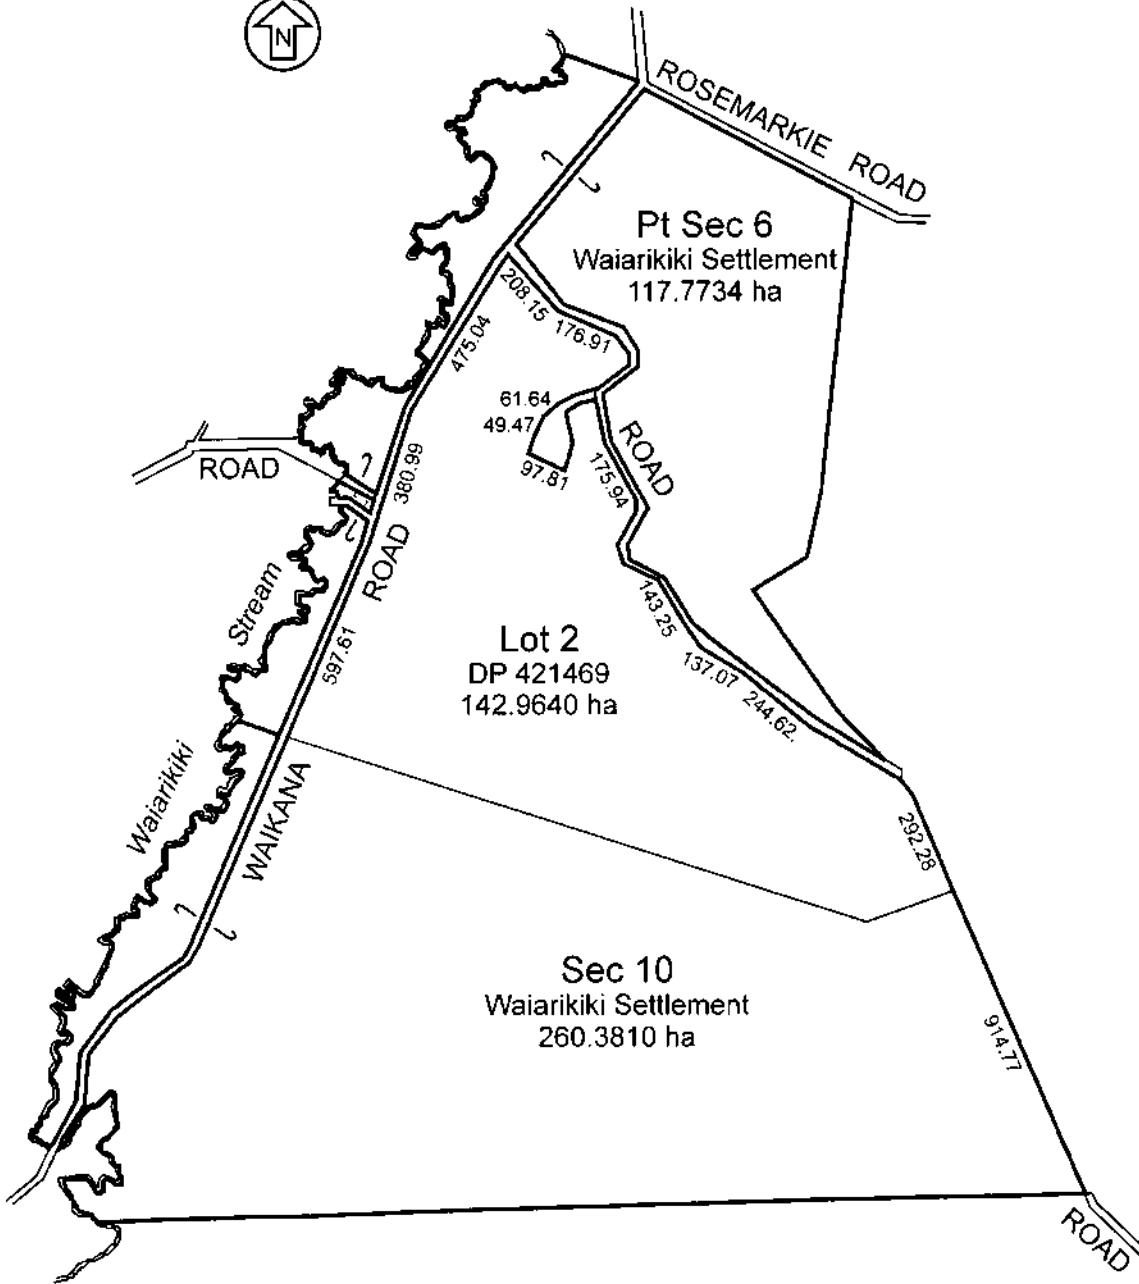 N
ROSEMARKIE ROAD
Pt Sec 6
Waiarikiki Settlement
117.7734 ha
208.15
176.91
475.04
61.64
49.47
97.81
ROAD
175.94
ROAD
380.99
ROAD
Stream
597.61
143.25
137.07
244.62.
Lot 2
DP 421469
142.9640 ha
Waiarikiki
WAIKANA
292.28
Sec 10
Waiarikiki Settlement
260.3810 ha
914.77
ROAD